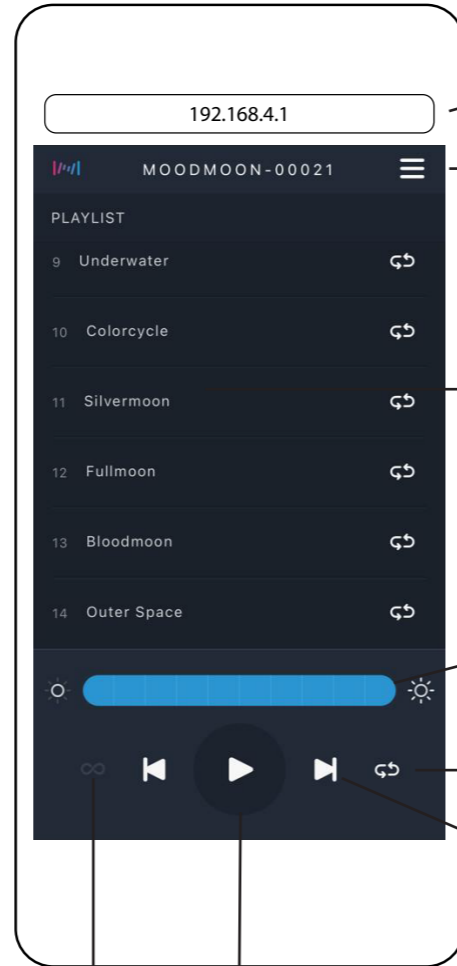 192.168.4.1
MOODMOON-00021
PLAYLIST
9 Underwater
10 Colorcycle
11 Silvermoon
12 Fullmoon
13 Bloodmoon
14 Outer Space